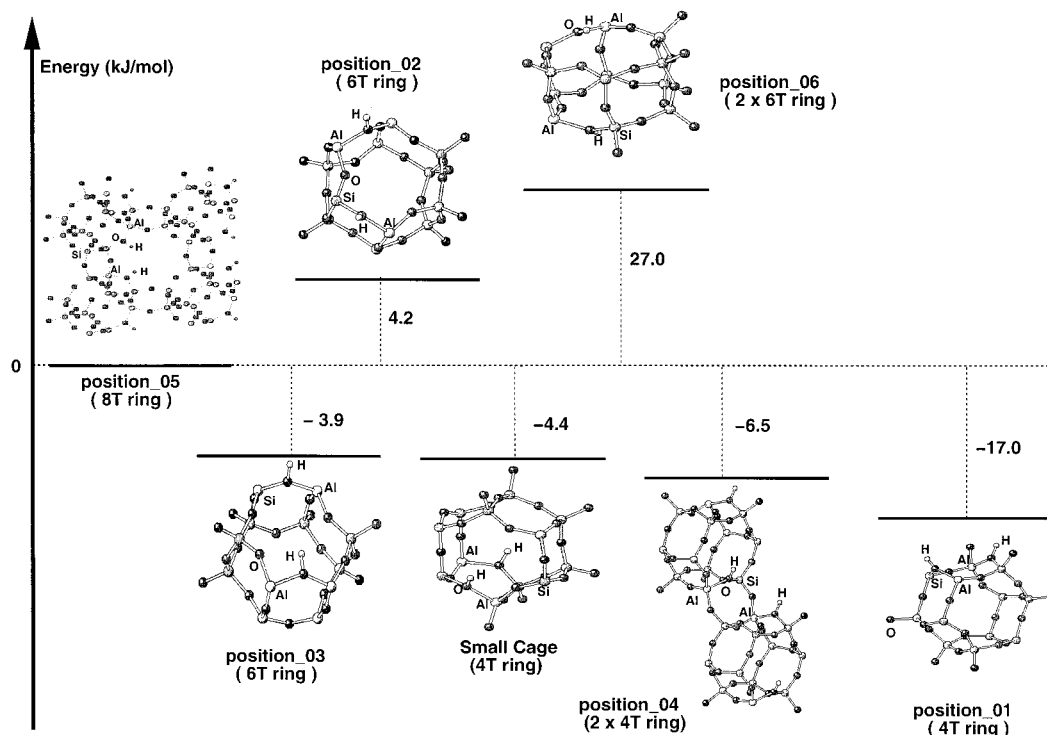 Energy (kJ/mol)
position_02
( 6T ring )
H
Al
O
Si
H
Al
4.2
O
H
Al
Al
H
Si
position_06
( 2 x 6T ring )
27.0
Al
O
H
Si
Al
H
0
position_05
( 8T ring )
− 3.9
H
Si
Al
O
H
Al
position_03
( 6T ring )
−4.4
Al
H
H
O
Al
Si
Small Cage
(4T ring)
−6.5
H
Al
O
Si
Al
H
position_04
(2 x 4T ring)
−17.0
H
Al
H
Si
Al
O
position_01
( 4T ring )